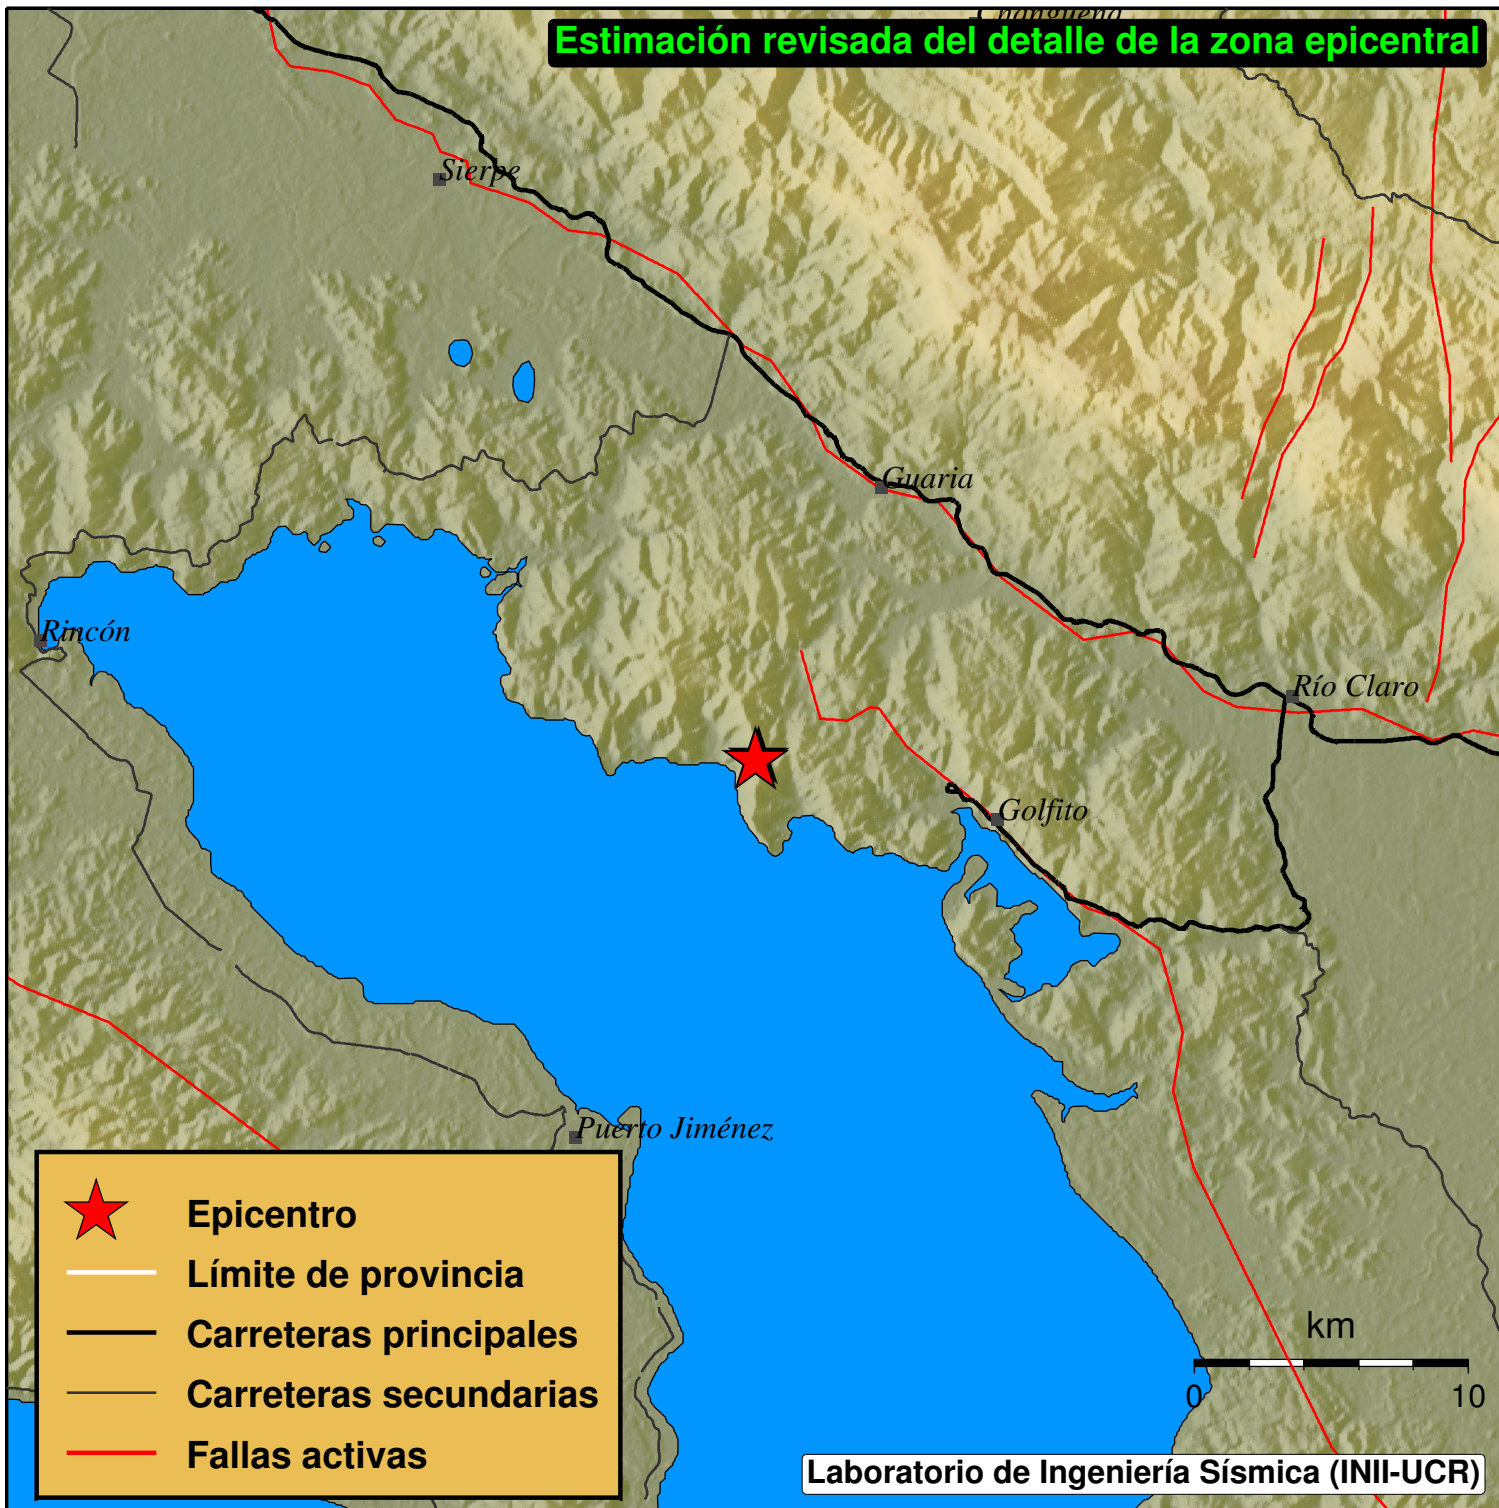 Changuena
Estimación revisada del detalle de la zona epicentral
Sierpe
Guaria
Rincón
Río Claro
Golfito
Puerto Jiménez
Epicentro
Límite de provincia
Carreteras principales
Carreteras secundarias
Fallas activas
km
0 10
Laboratorio de Ingeniería Sísmica (INII-UCR)